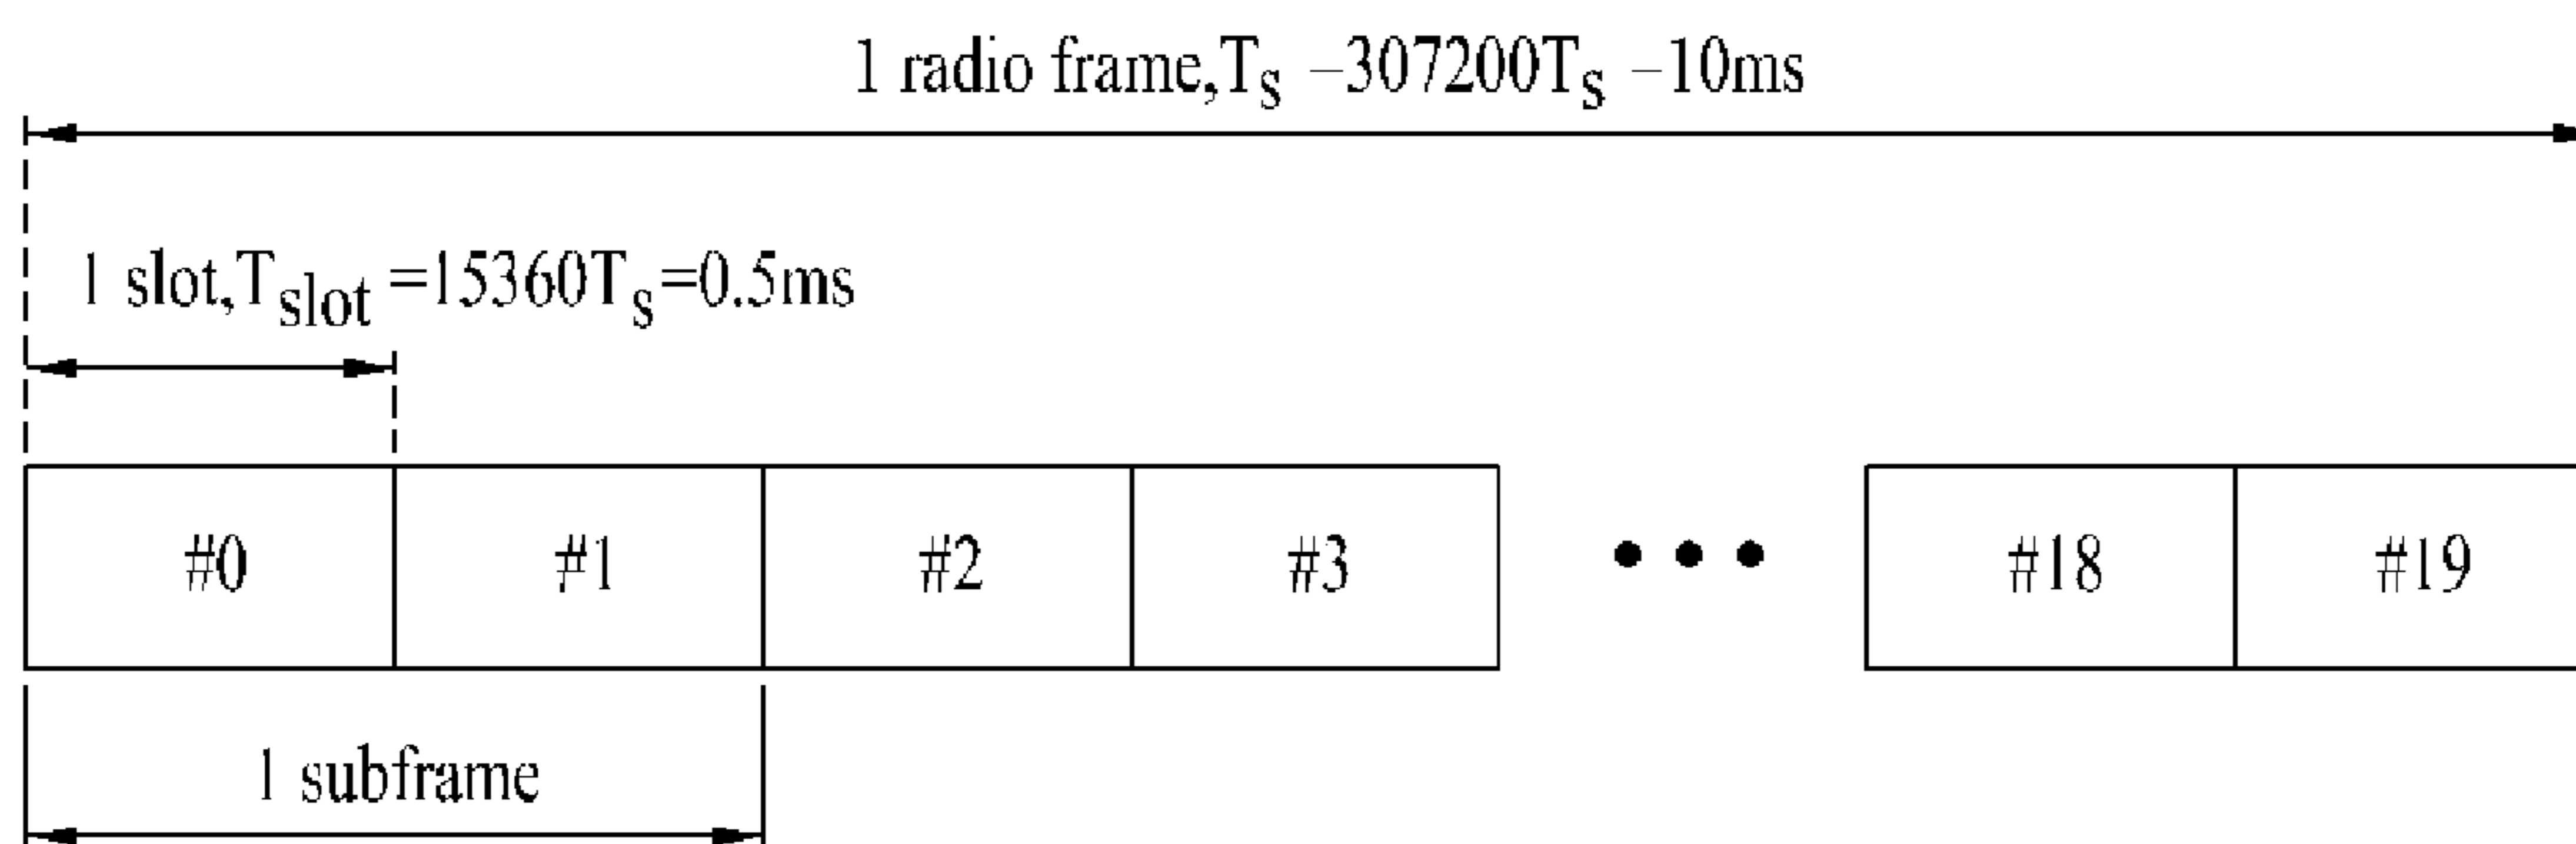 1 radio frame,Ts –307200Ts –10ms
1 slot,Tslot =15360Ts=0.5ms
#0 #1 #2 #3 ••• #18 #19
1 subframe